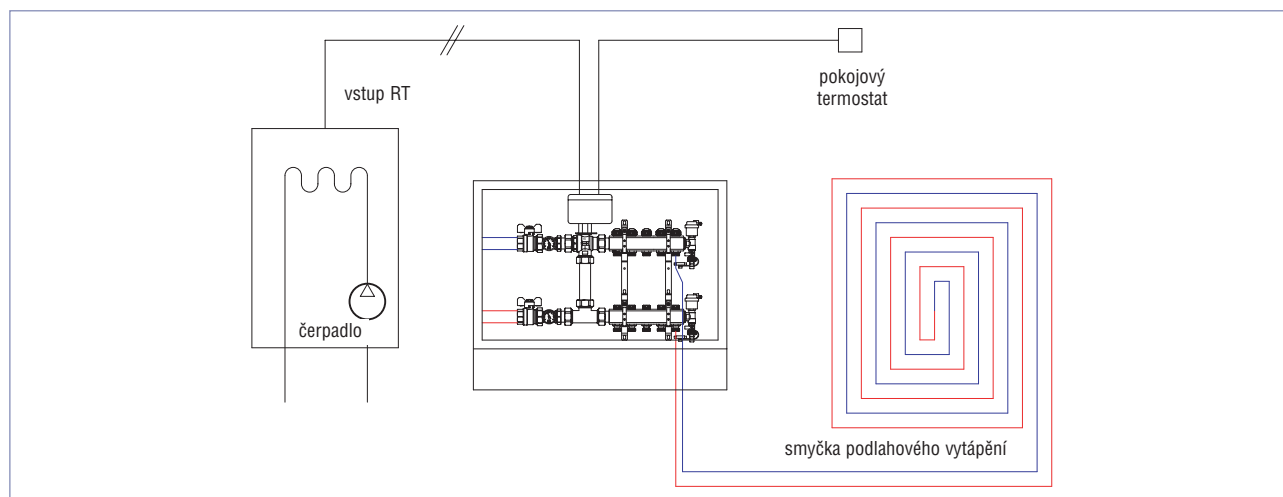 vstup RT
pokojový
termostat
čerpadlo
smyčka podlahového vytápění